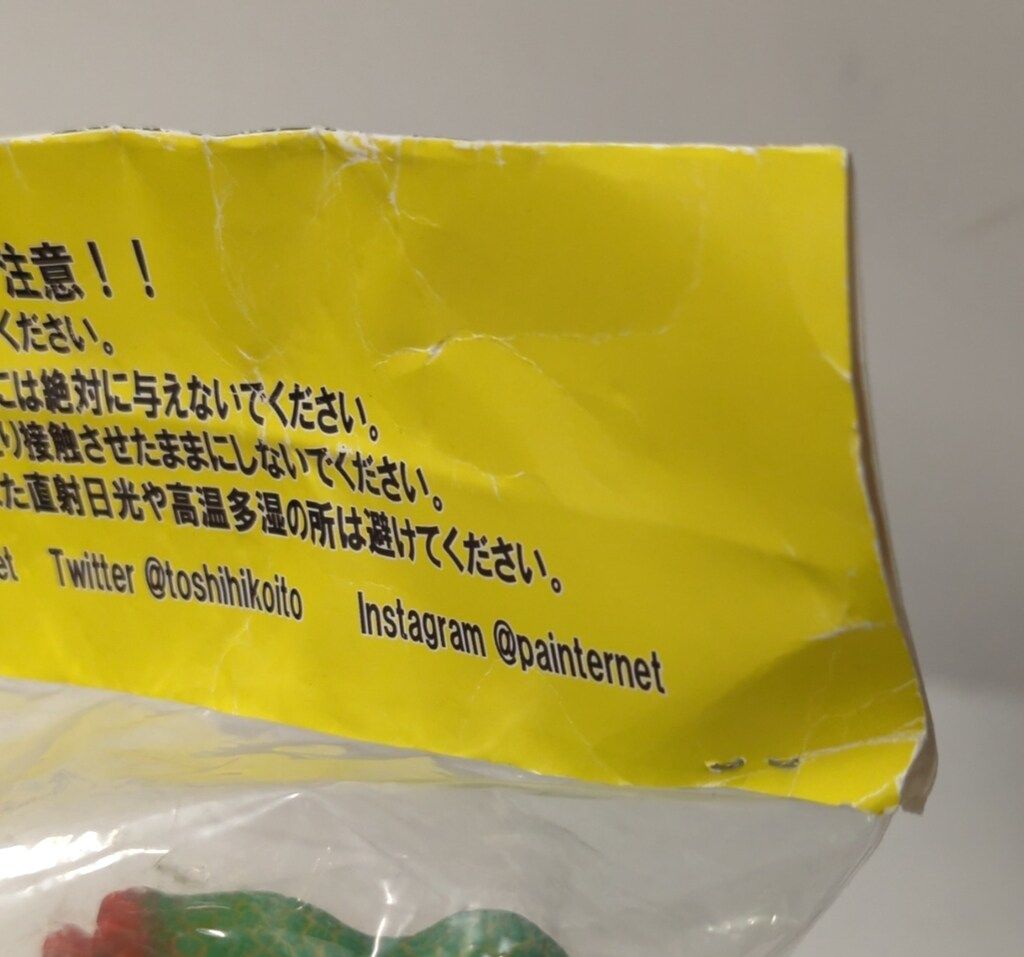 注意！！
ください。
には絶対に与えないでください。
り接触させたままにしないでください。
た直射日光や高温多湿の所は避けてください。
et Twitter @toshihikoito Instagram @painternet